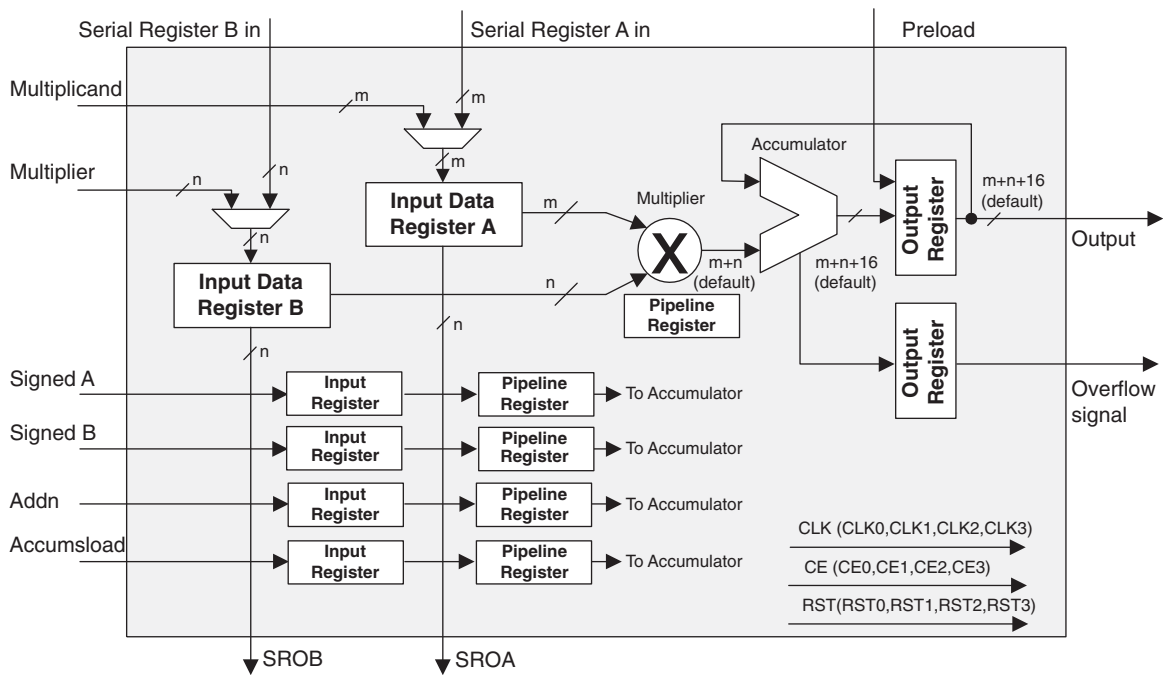 Serial Register B in
Serial Register A in
Preload
Multiplicand
m
m
Multiplier
n
n
m
n
Input Data
Register A
m
Multiplier
X
Accumulator
m+n
(default)
m+n+16
(default)
Output
Register
m+n+16
(default)
Output
Input Data
Register B
n
Pipeline
Register
n
n
Output
Register
Overflow
signal
Signed A
Input
Register
Pipeline
Register
To Accumulator
Signed B
Input
Register
Pipeline
Register
To Accumulator
Addn
Input
Register
Pipeline
Register
To Accumulator
Accumsload
Input
Register
Pipeline
Register
To Accumulator
CLK (CLK0,CLK1,CLK2,CLK3)
CE (CE0,CE1,CE2,CE3)
RST(RST0,RST1,RST2,RST3)
SROB
SROA